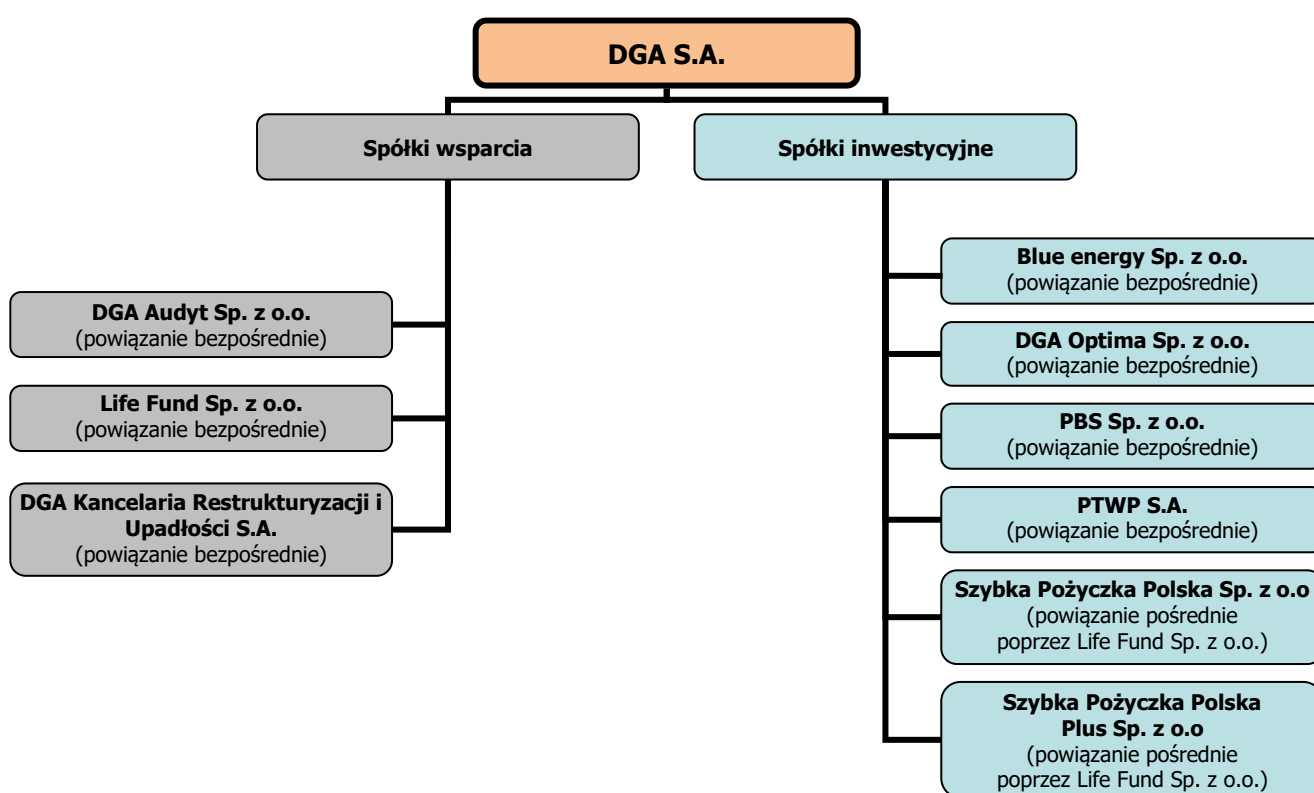 DGA S.A.
Spółki wsparcia
Spółki inwestycyjne
DGA Audyt Sp. z o.o.
(powiązanie bezpośrednie)
Life Fund Sp. z o.o.
(powiązanie bezpośrednie)
DGA Kancelaria Restrukturyzacji i
Upadłości S.A.
(powiązanie bezpośrednie)
Blue energy Sp. z o.o.
(powiązanie bezpośrednie)
DGA Optima Sp. z o.o.
(powiązanie bezpośrednie)
PBS Sp. z o.o.
(powiązanie bezpośrednie)
PTWP S.A.
(powiązanie bezpośrednie)
Szybka Pożyczka Polska Sp. z o.o
(powiązanie pośrednie
poprzez Life Fund Sp. z o.o.)
Szybka Pożyczka Polska
Plus Sp. z o.o
(powiązanie pośrednie
poprzez Life Fund Sp. z o.o.)